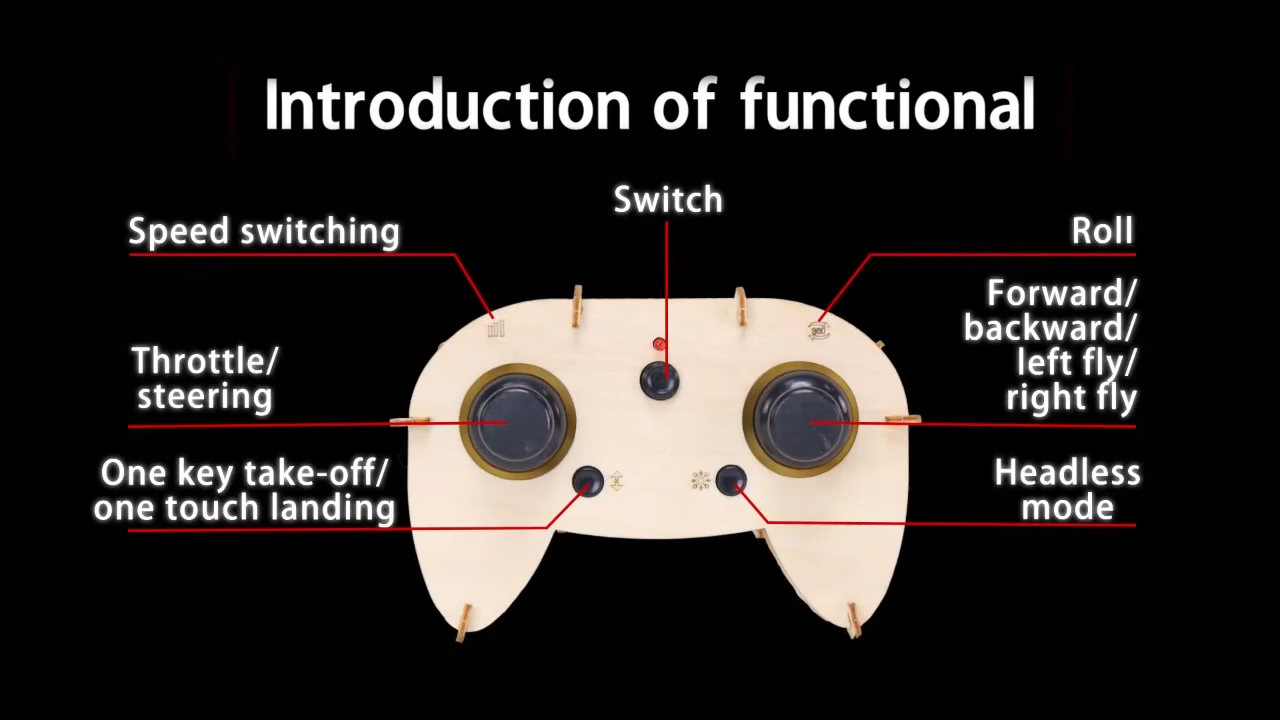 Introduction of functional
Switch
Speed switching
Roll
Forward/
backward/
left fly/
right fly
Throttle/
steering
One key take-off/
one touch landing
Headless
mode